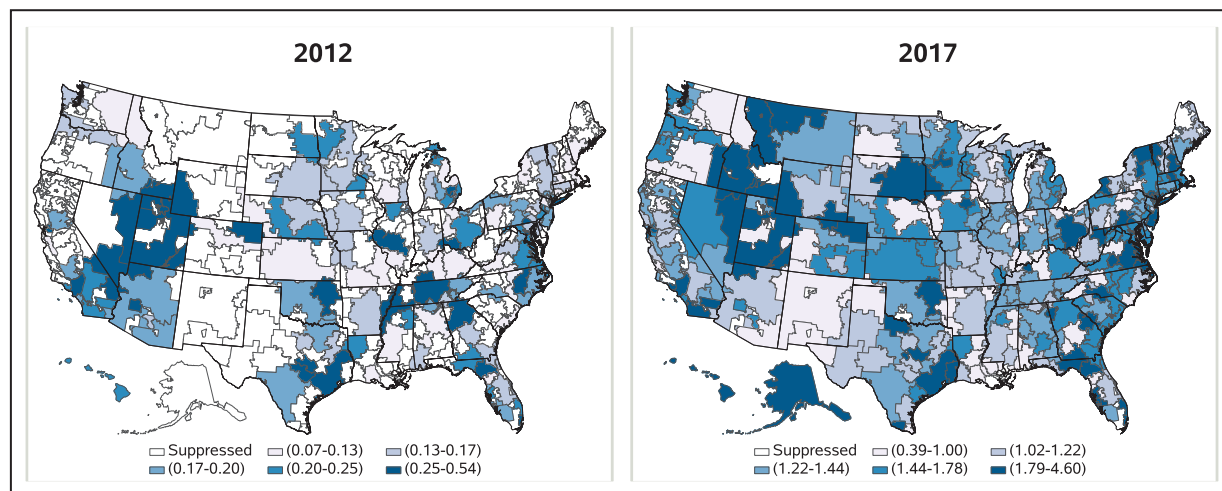 2012
Suppressed (0.07-0.13) (0.13-0.17)
(0.17-0.20) (0.20-0.25) (0.25-0.54)
2017
Suppressed (0.39-1.00) (1.02-1.22)
(1.22-1.44) (1.44-1.78) (1.79-4.60)